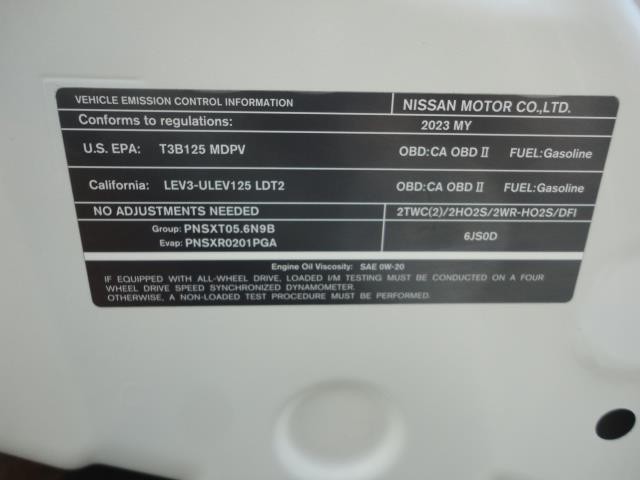 VEHICLE EMISSION CONTROL INFORMATION NISSAN MOTOR CO.,LTD.
Conforms to regulations: 2023 MY
U.S. EPA: T3B125 MDPV OBD:CA OBD II FUEL:Gasoline
California: LEV3-ULEV125 LDT2 OBD:CA OBD II FUEL:Gasoline
NO ADJUSTMENTS NEEDED 2TWC(2)/2HO2S/2WR-HO2S/DFI
Group: PNSXT05.6N9B 6JS0D
Evap: PNSXR0201PGA
Engine Oil Viscosity: SAE 0W-20
IF EQUIPPED WITH ALL-WHEEL DRIVE, LOADED I/M TESTING MUST BE CONDUCTED ON A FOUR
WHEEL DRIVE SPEED SYNCHRONIZED DYNAMOMETER.
OTHERWISE, A NON-LOADED TEST PROCEDURE MUST BE PERFORMED.